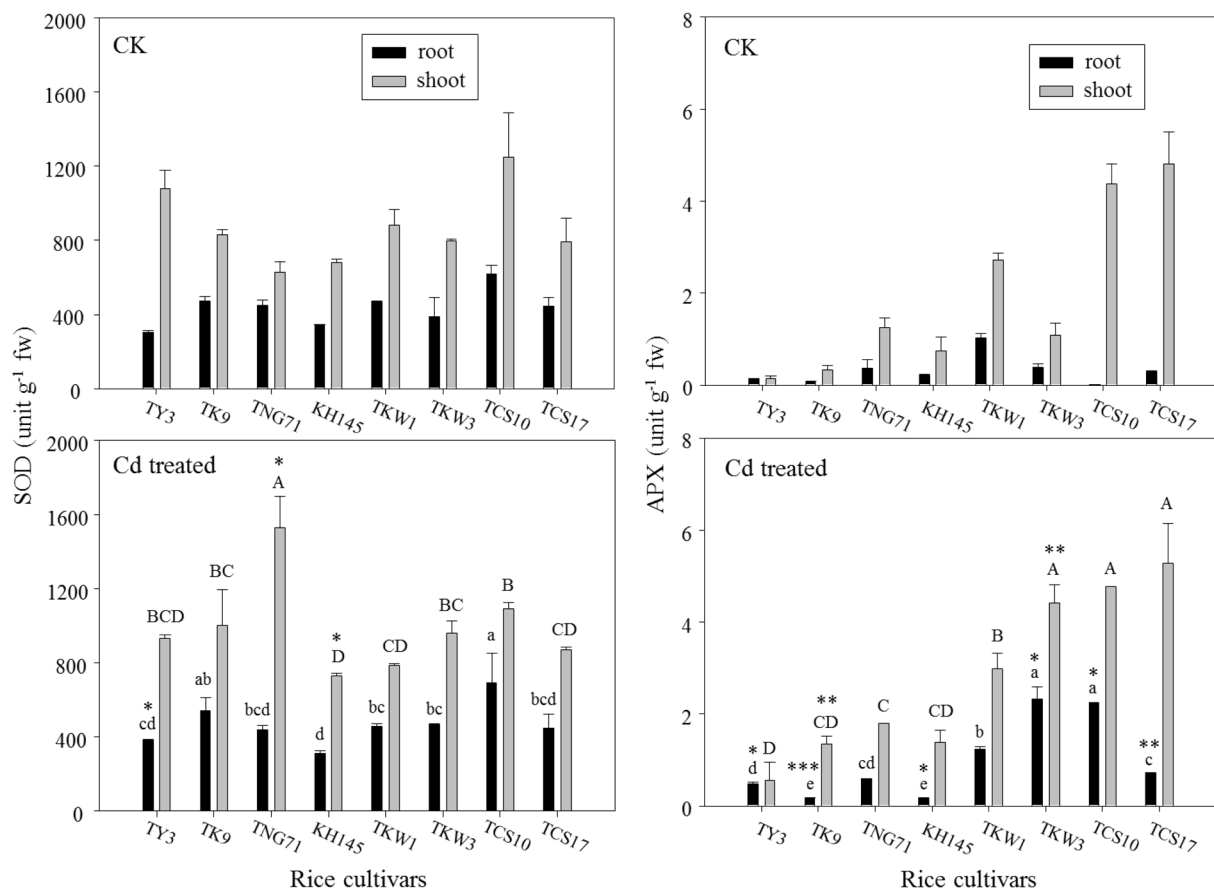 SOD (unit g⁻¹ fw)
CK
root
shoot
2000
1600
1200
800
400
0
TY3 TK9 TNG71 KH145 TKW1 TKW3 TCS10 TCS17
Cd treated
2000
1600
1200
800
400
0
* cd BCD
ab BC
bcd * A
d * D
bc CD
bc BC
a B
bcd CD
TY3 TK9 TNG71 KH145 TKW1 TKW3 TCS10 TCS17
Rice cultivars
APX (unit g⁻¹ fw)
CK
root
shoot
8
6
4
2
0
TY3 TK9 TNG71 KH145 TKW1 TKW3 TCS10 TCS17
Cd treated
8
6
4
2
0
* d D
*** e ** CD
cd C
* e CD
b B
* a ** A
* a A
** c A
TY3 TK9 TNG71 KH145 TKW1 TKW3 TCS10 TCS17
Rice cultivars